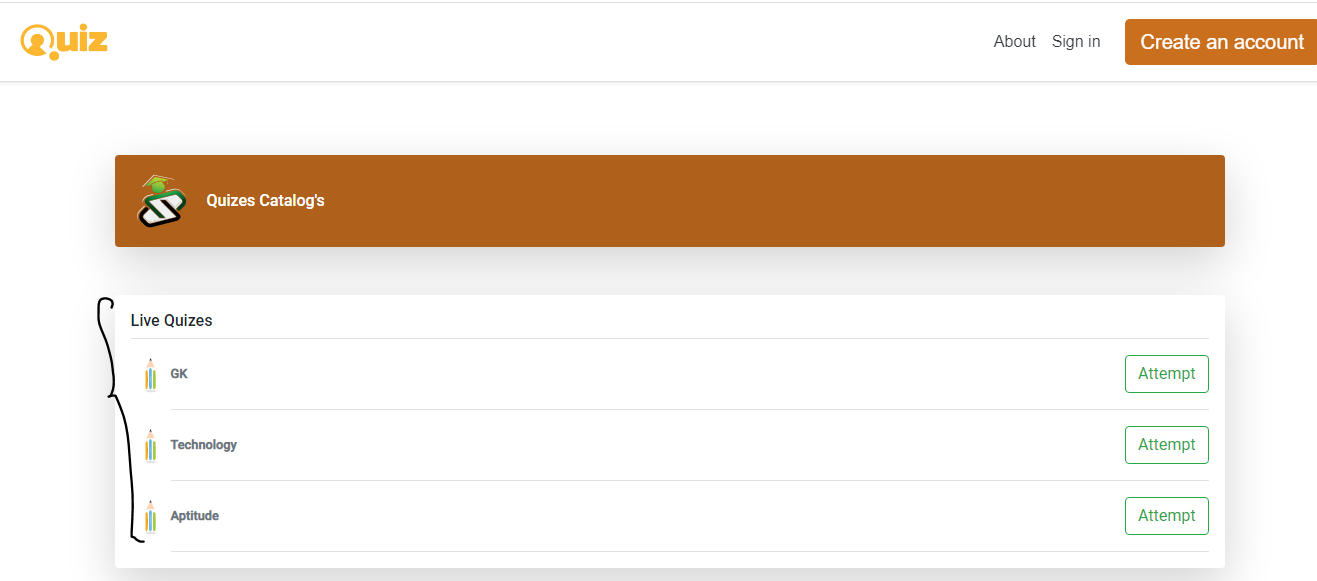 Quiz
About Sign in Create an account
Quizes Catalog's
Live Quizes
GK Attempt
Technology Attempt
Aptitude Attempt